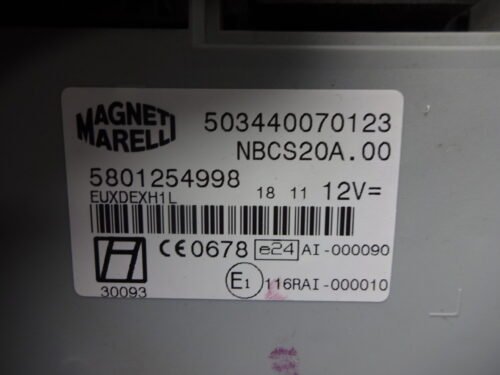 MAGNETI
MARELLI
503440070123
NBCS20A.00
5801254998
18 11 12V=
EUXDEXH1L
CE0678 e24 AI-000090
30093
E1 116RAI-000010